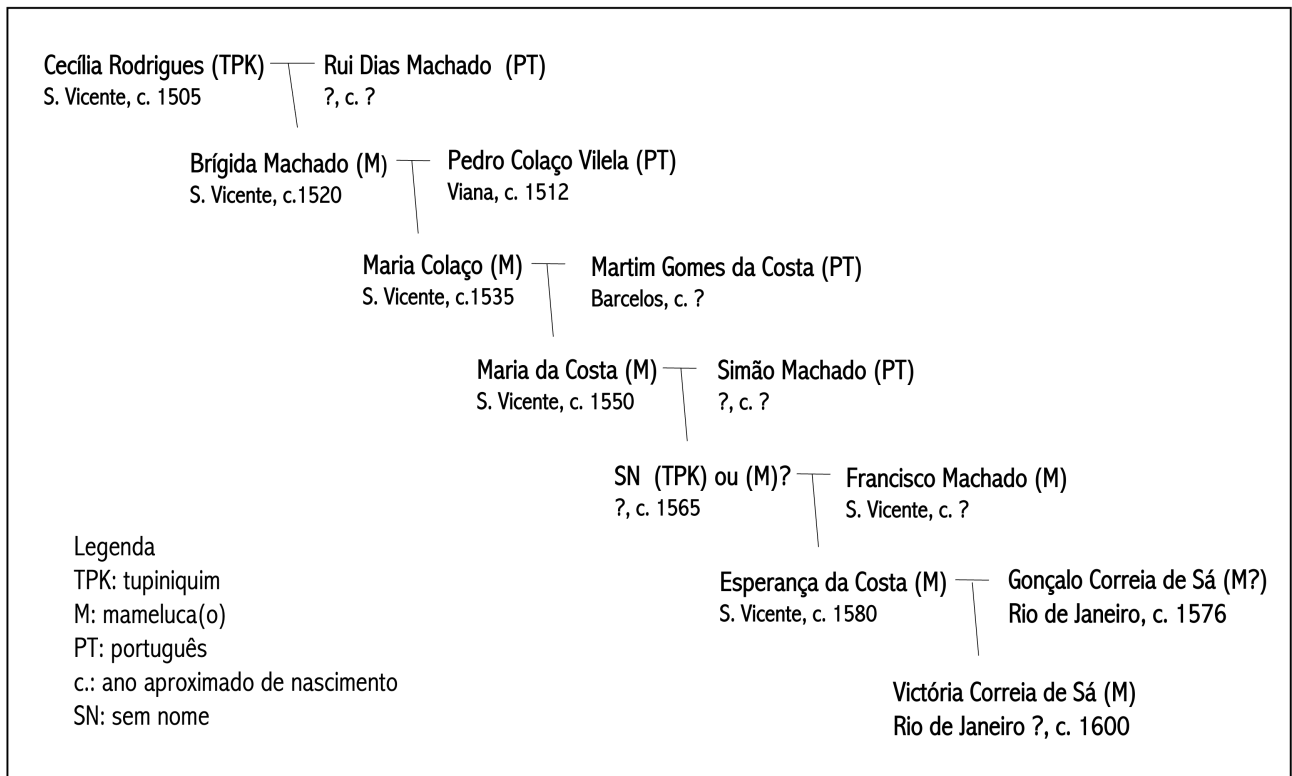 Cecília Rodrigues (TPK) Rui Dias Machado (PT)
S. Vicente, c. 1505 ?, c. ?
Brígida Machado (M) Pedro Colaço Vilela (PT)
S. Vicente, c.1520 Viana, c. 1512
Maria Colaço (M) Martim Gomes da Costa (PT)
S. Vicente, c.1535 Barcelos, c. ?
Maria da Costa (M) Simão Machado (PT)
S. Vicente, c. 1550 ?, c. ?
SN (TPK) ou (M)? Francisco Machado (M)
?, c. 1565 S. Vicente, c. ?
Esperança da Costa (M) Gonçalo Correia de Sá (M?)
S. Vicente, c. 1580 Rio de Janeiro, c. 1576
Victória Correia de Sá (M)
Rio de Janeiro ?, c. 1600
Legenda
TPK: tupiniquim
M: mameluca(o)
PT: português
c.: ano aproximado de nascimento
SN: sem nome